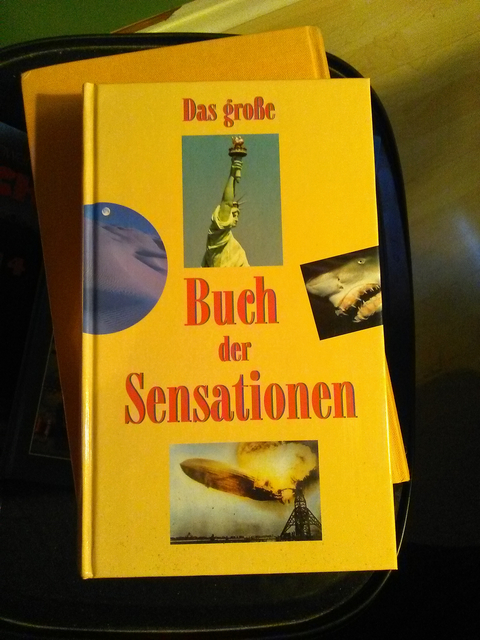 Das große
Buch
der
Sensationen